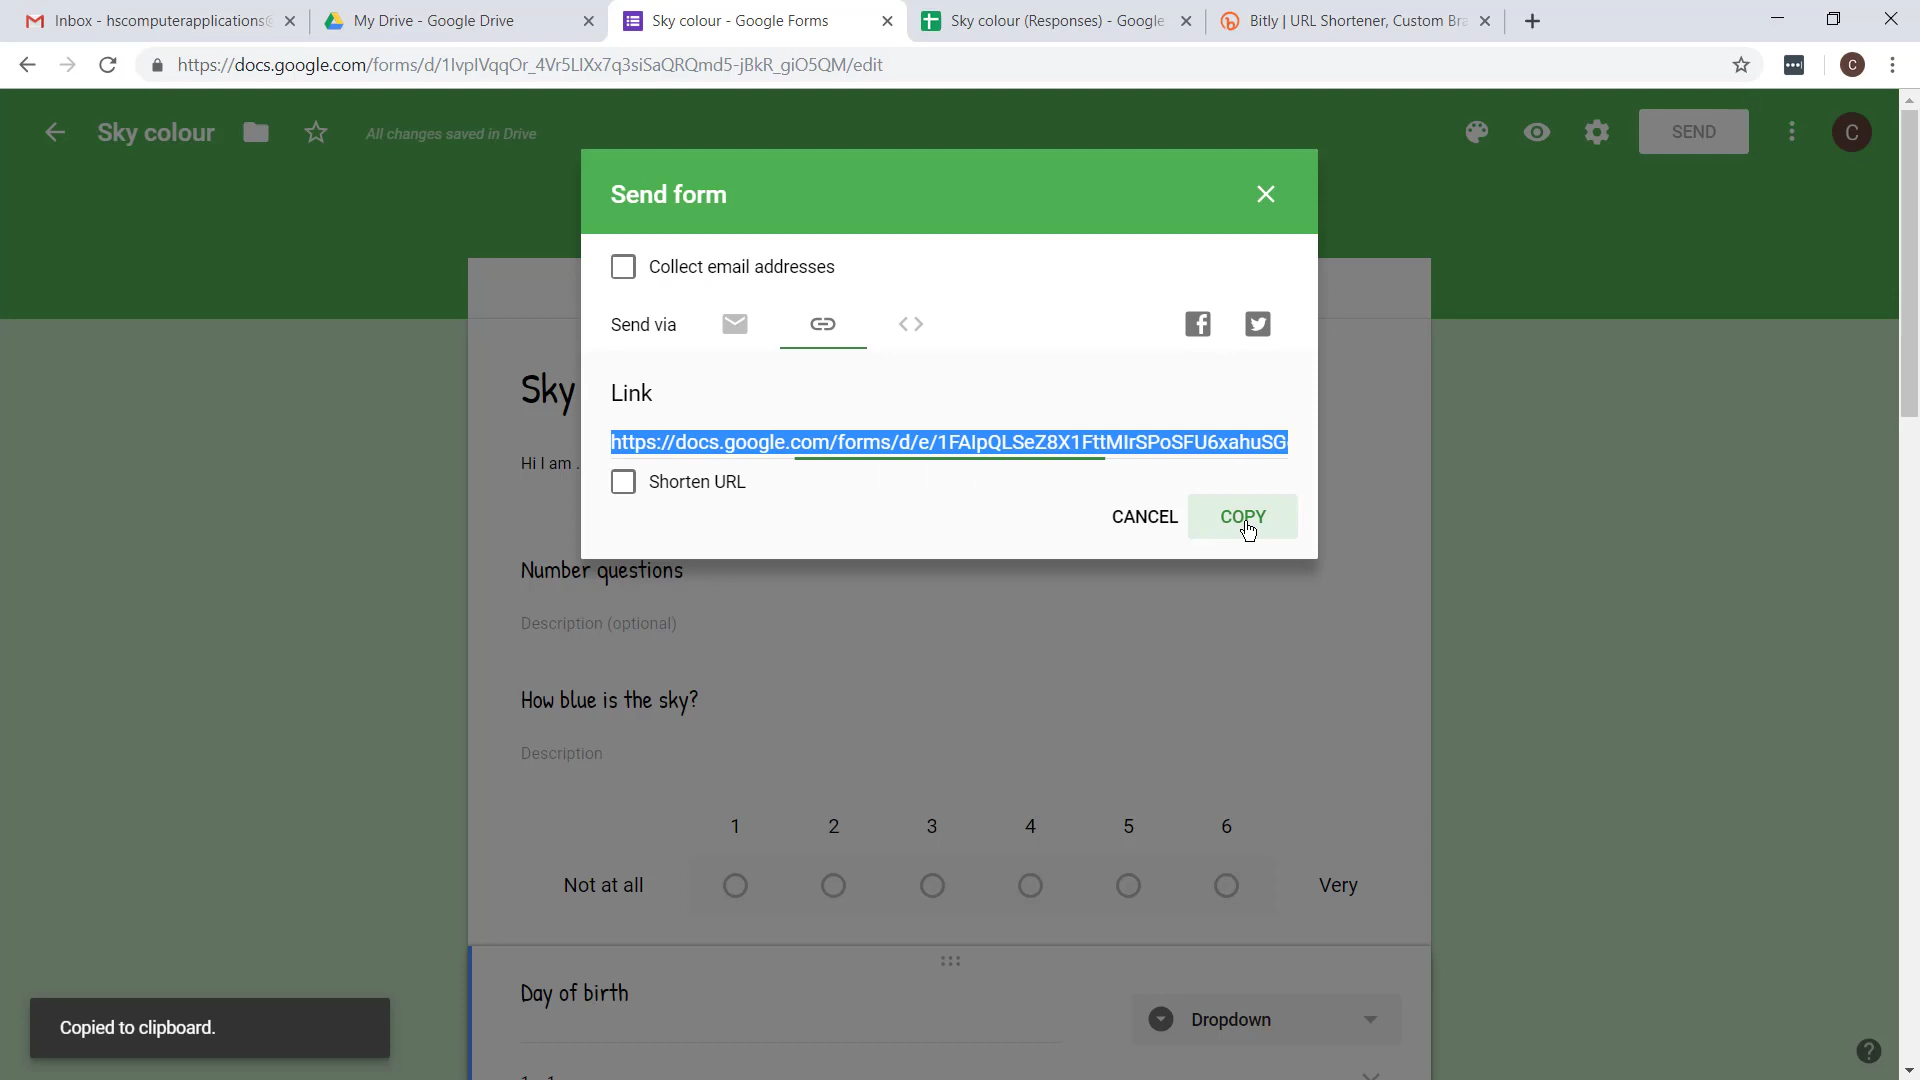 Inbox - hscomputerapplications
My Drive - Google Drive
Sky colour - Google Forms
Sky colour (Responses) - Google
Bitly | URL Shortener, Custom Bra
https://docs.google.com/forms/d/1IvpIVqqOr_4Vr5LIXx7q3siSaQRQmd5-jBkR_giO5QM/edit
C
Sky colour
All changes saved in Drive
SEND
C
Send form
Collect email addresses
Send via
Link
https://docs.google.com/forms/d/e/1FAIpQLSeZ8X1FttMIrSPoSFU6xahuSG
Shorten URL
CANCEL
COPY
Sky
Hi I am .
Number questions
Description (optional)
How blue is the sky?
Description
1 2 3 4 5 6
Not at all
Very
Day of birth
Dropdown
Copied to clipboard.